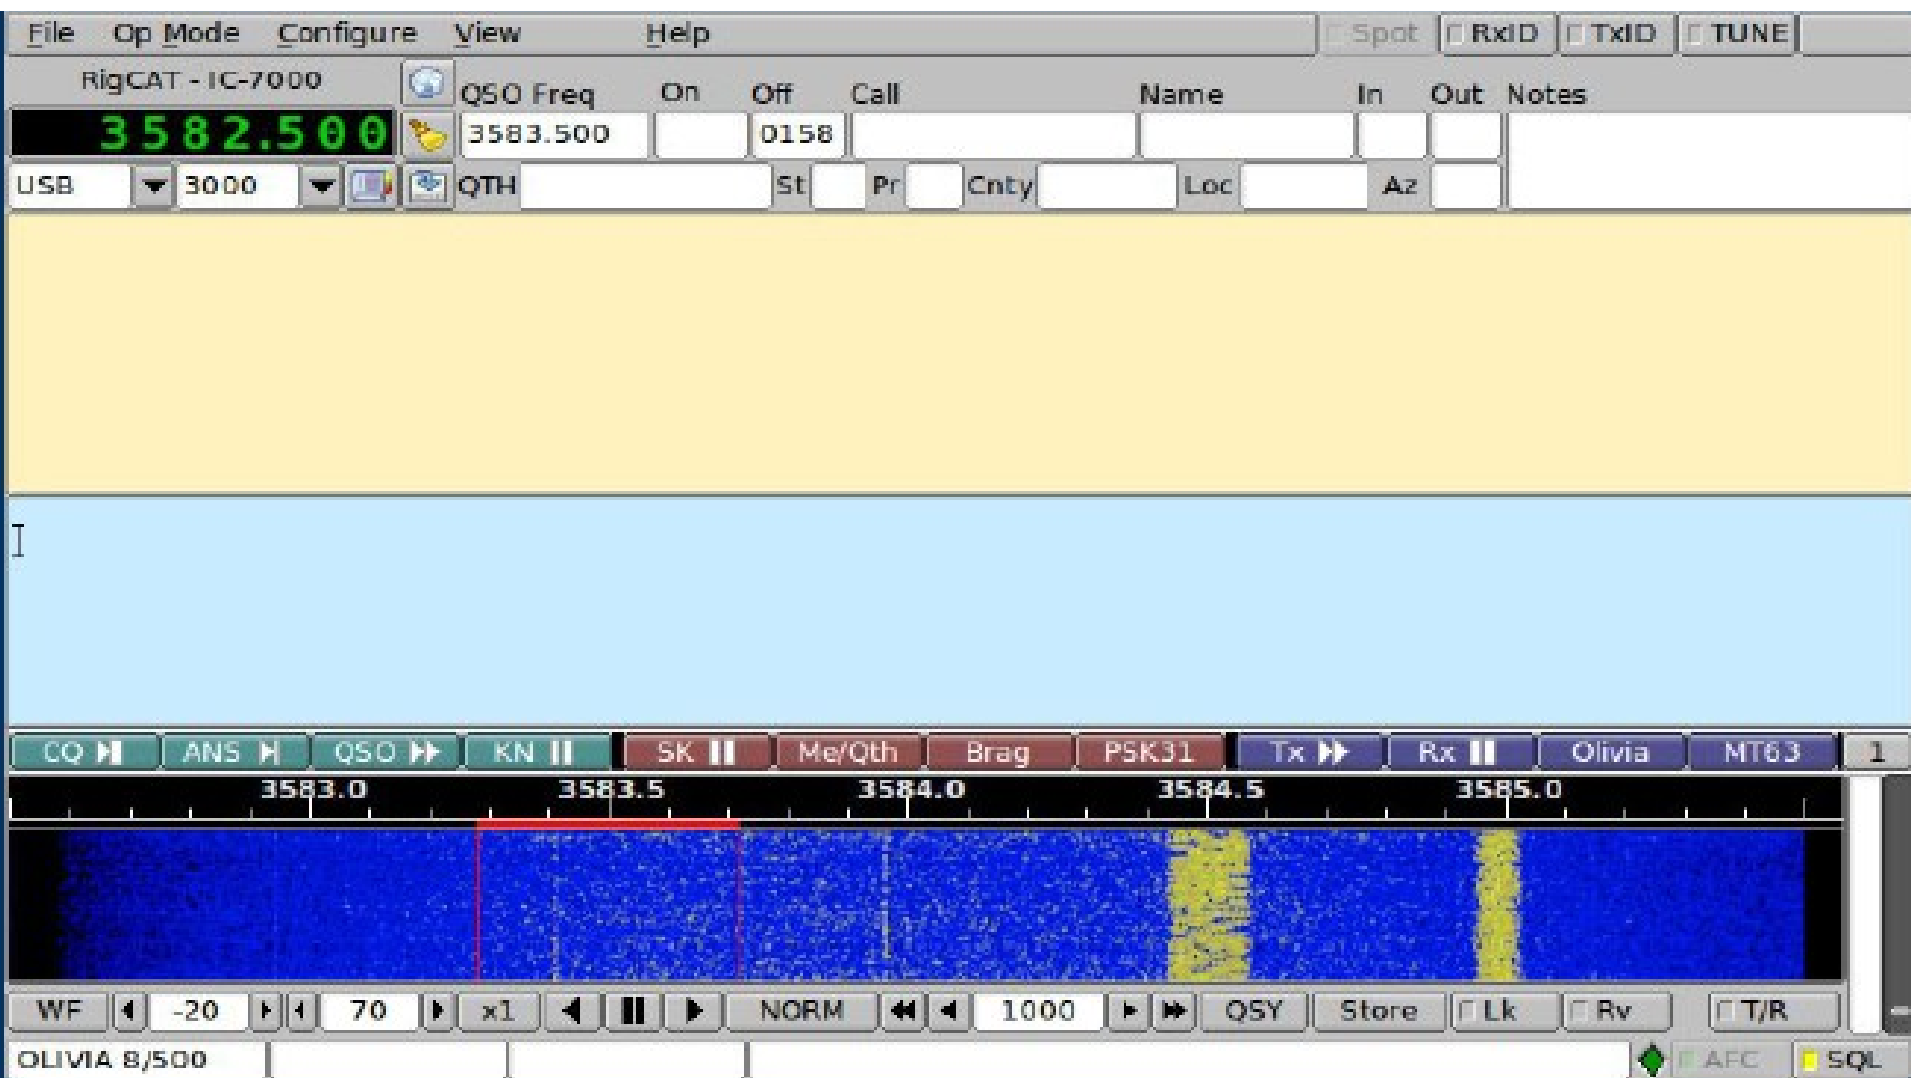 File Op Mode Configure View Help Spot RxID TxID TUNE
RigCAT - IC-7000
QSO Freq On Off Call Name In Out Notes
3582.500 3583.500 0158
USB 3000 QTH St Pr Cnty Loc Az
CQ ANS QSO KN SK Me/Qth Brag PSK31 Tx Rx Olivia MT63 1
3583.0 3583.5 3584.0 3584.5 3585.0
WF -20 70 x1 NORM 1000 QSY Store Lk Rv T/R
OLIVIA 8/500 AFC SQL